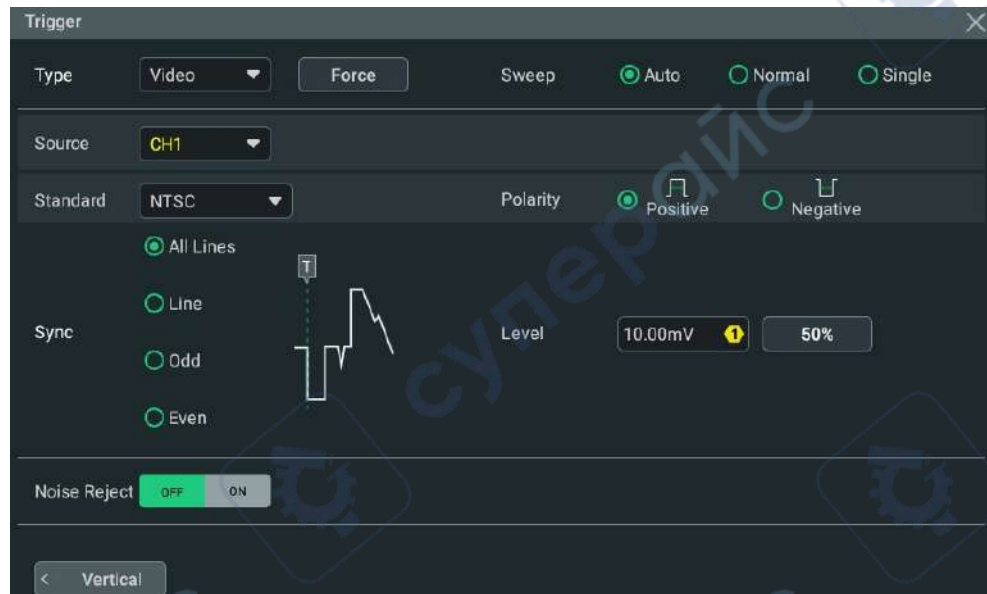 Trigger
Type Video Force Sweep Auto Normal Single
Source CH1
Standard NTSC Polarity Positive Negative
All Lines
T
Line
Sync Level 10.00mV 1 50%
Odd
Even
Noise Reject OFF ON
< Vertical
суперайс